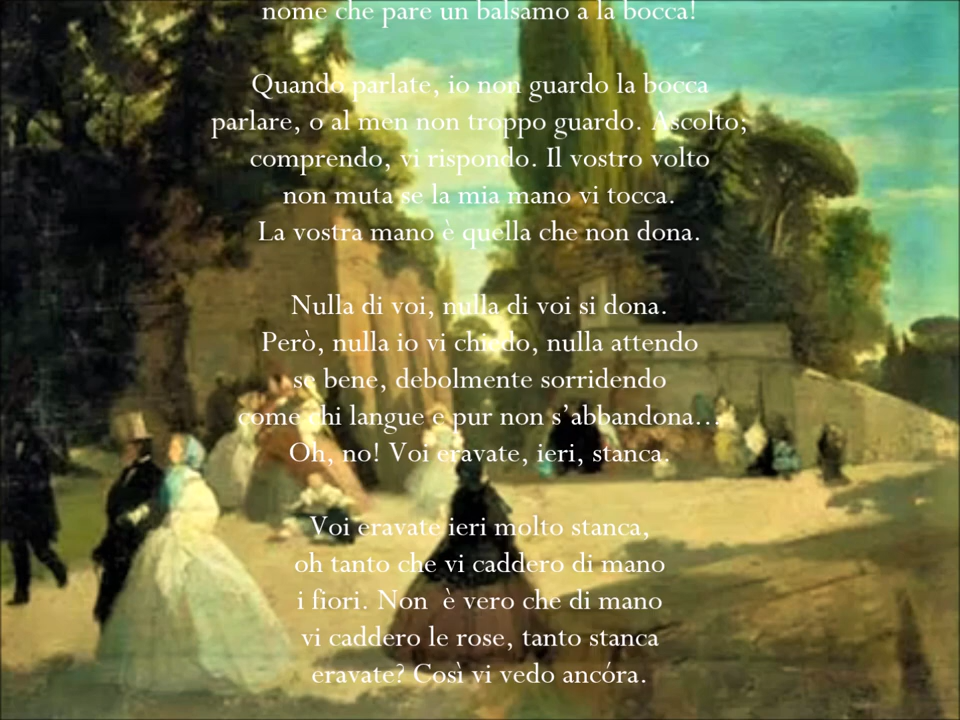 nome che pare un balsamo a la bocca!
Quando parlate, io non guardo la bocca
parlare, o al men non troppo guardo. Ascolto;
comprendo, vi rispondo. Il vostro volto
non muta se la mia mano vi tocca.
La vostra mano è quella che non dona.
Nulla di voi, nulla di voi si dona.
Però, nulla io vi chiedo, nulla attendo
se bene, debolmente sorridendo
come chi langue e pur non s’abbandona...
Oh, no! Voi eravate, ieri, stanca.
Voi eravate ieri molto stanca,
oh tanto che vi caddero di mano
i fiori. Non è vero che di mano
vi caddero le rose, tanto stanca
eravate? Così vi vedo ancóra.